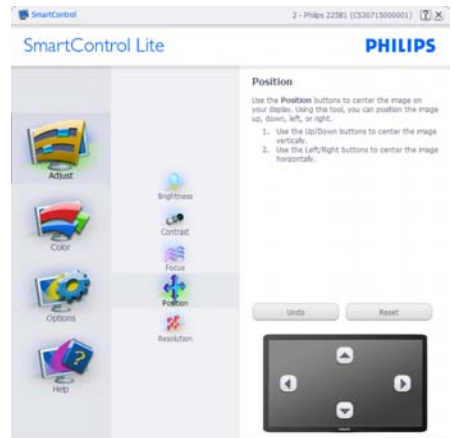 SmartControl
2 - Philips 225B1 (CS30715000001)
SmartControl Lite
PHILIPS
Adjust
Color
Options
Help
Brightness
Contrast
Focus
Position
Resolution
Position
Use the Position buttons to center the image on
your display. Using this tool, you can position the image
up, down, left, or right.
1. Use the Up/Down buttons to center the image
vertically.
2. Use the Left/Right buttons to center the image
horizontally.
Undo
Reset